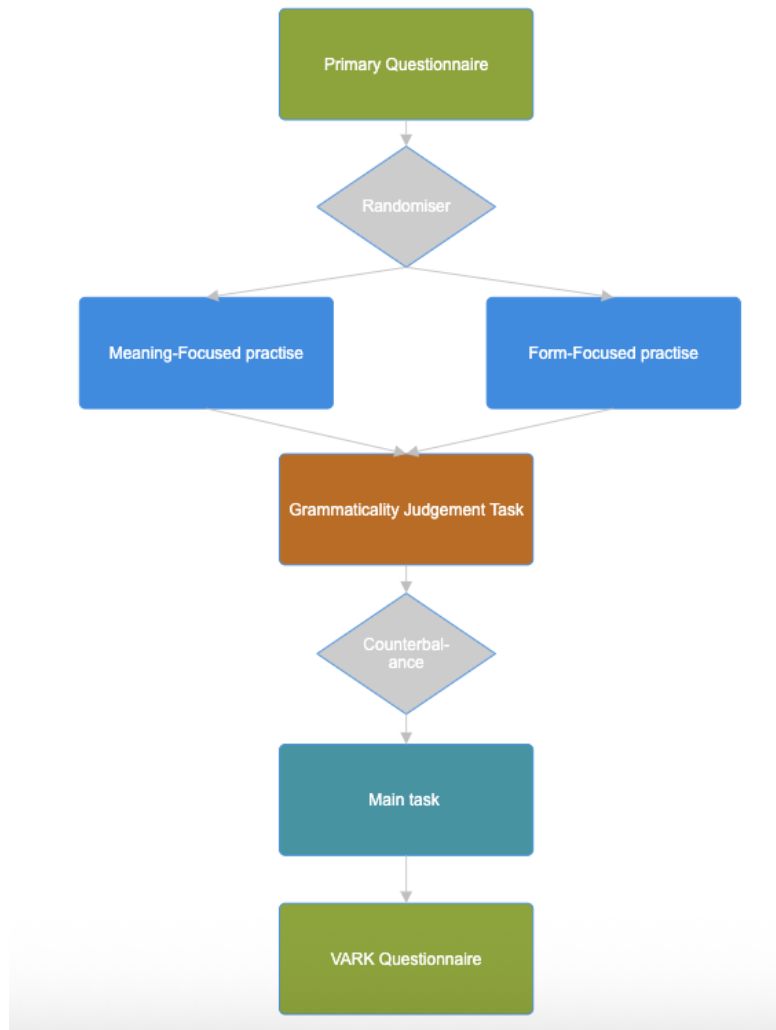 Primary Questionnaire
Randomiser
Meaning-Focused practise
Form-Focused practise
Grammaticality Judgement Task
Counterbal-
ance
Main task
VARK Questionnaire